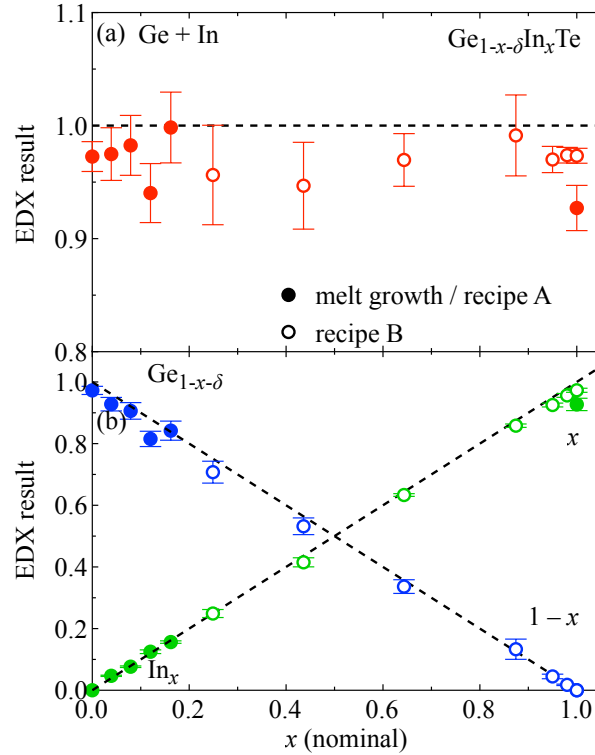 (a) Ge + In Ge1-x-δInxTe
1.1
1.0
0.9
0.8
EDX result
melt growth / recipe A
recipe B
Ge1-x-δ
(b)
1.0
0.8
0.6
0.4
0.2
0.0
EDX result
x
1 – x
Inx
0.0 0.2 0.4 0.6 0.8 1.0
x (nominal)